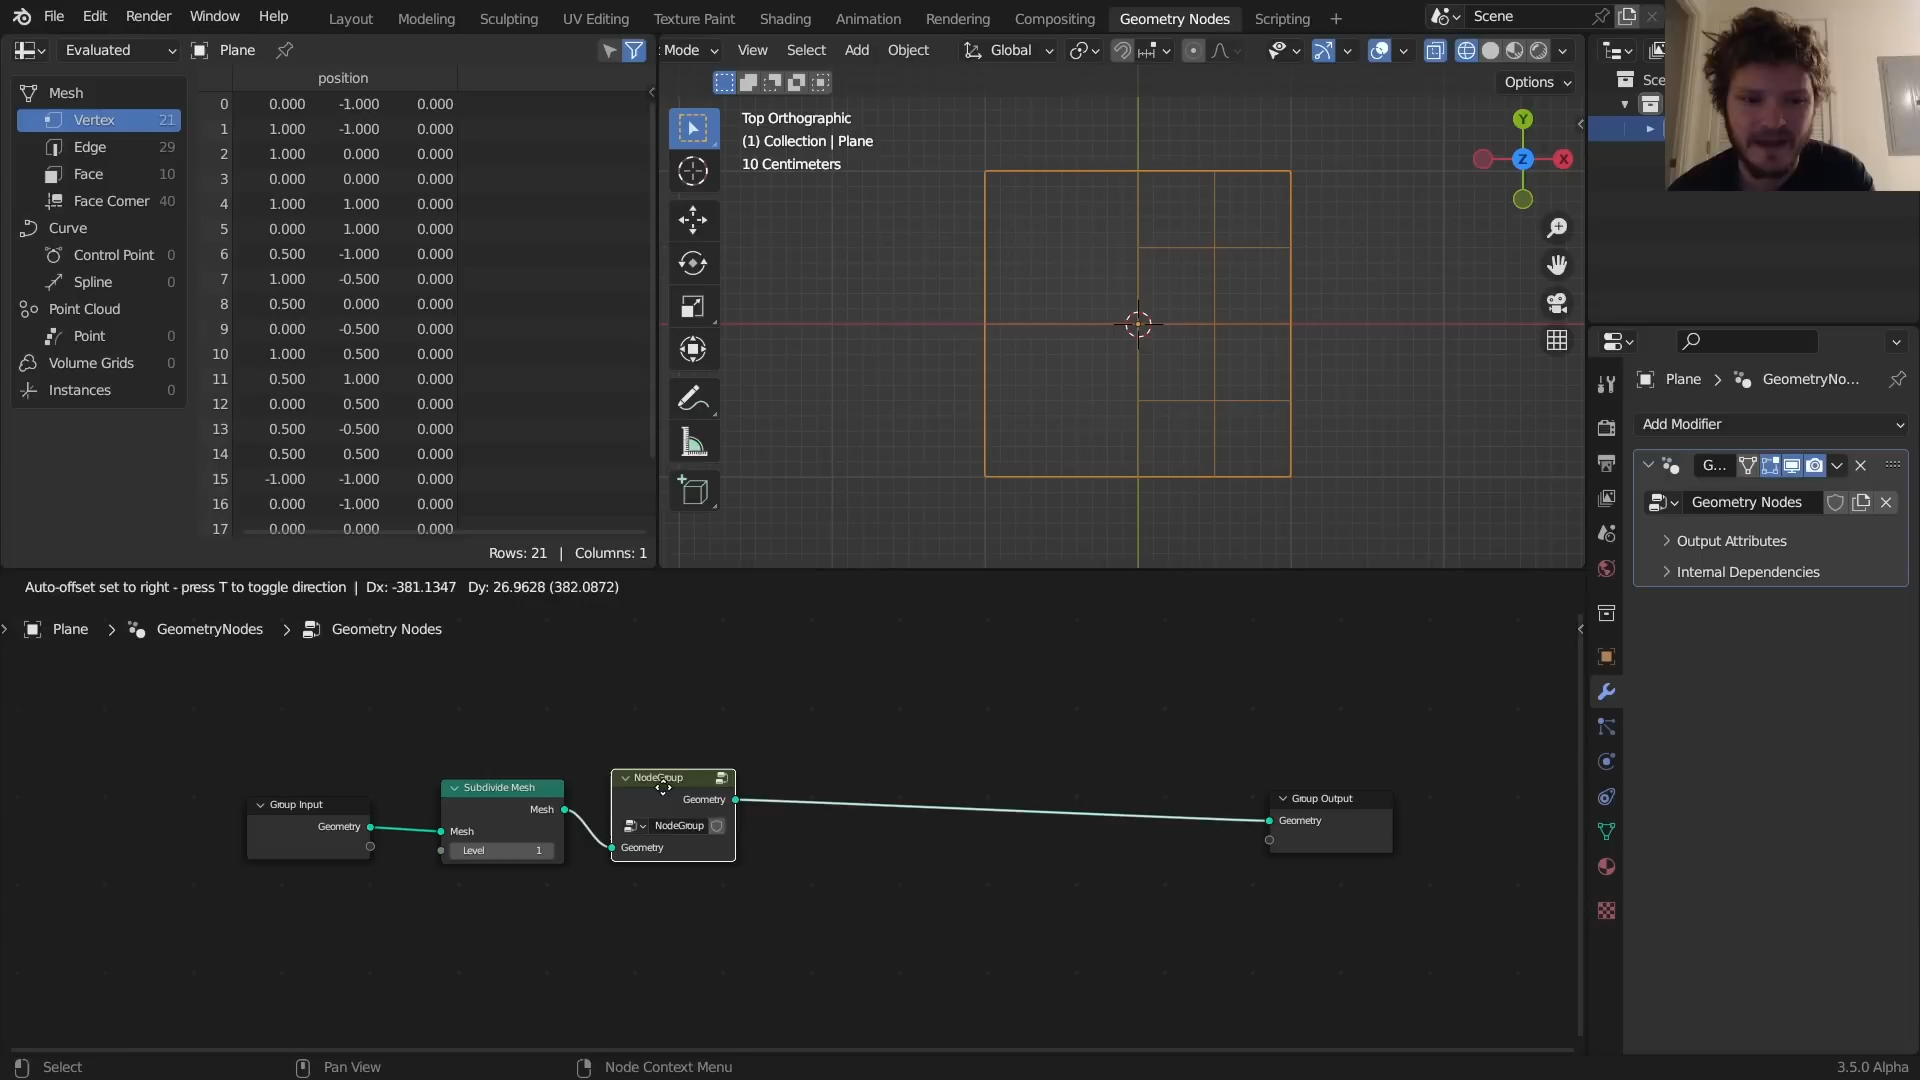 File Edit Render Window Help
Layout Modeling Sculpting UV Editing Texture Paint Shading Animation Rendering Compositing Geometry Nodes Scripting
Scene
Evaluated
Plane
Mode View Select Add Object
Global
Options
Sce
position
Mesh
Vertex 21
Edge 29
Face 10
Face Corner 40
Curve
Control Point 0
Spline 0
Point Cloud
Point 0
Volume Grids 0
Instances 0
0 0.000 -1.000 0.000
1 1.000 -1.000 0.000
2 1.000 0.000 0.000
3 0.000 0.000 0.000
4 1.000 1.000 0.000
5 0.000 1.000 0.000
6 0.500 -1.000 0.000
7 1.000 -0.500 0.000
8 0.500 0.000 0.000
9 0.000 -0.500 0.000
10 1.000 0.500 0.000
11 0.500 1.000 0.000
12 0.000 0.500 0.000
13 0.500 -0.500 0.000
14 0.500 0.500 0.000
15 -1.000 -1.000 0.000
16 0.000 -1.000 0.000
17 0.000 0.000 0.000
Rows: 21 | Columns: 1
Top Orthographic
(1) Collection | Plane
10 Centimeters
Y
Z
X
Plane GeometryNo...
Add Modifier
G...
Geometry Nodes
Output Attributes
Internal Dependencies
Auto-offset set to right - press T to toggle direction | Dx: -381.1347 Dy: 26.9628 (382.0872)
Plane GeometryNodes Geometry Nodes
Group Input
Geometry
Subdivide Mesh
Mesh
Mesh
Level 1
NodeGroup
Geometry
NodeGroup
Geometry
Group Output
Geometry
Select Pan View Node Context Menu
3.5.0 Alpha